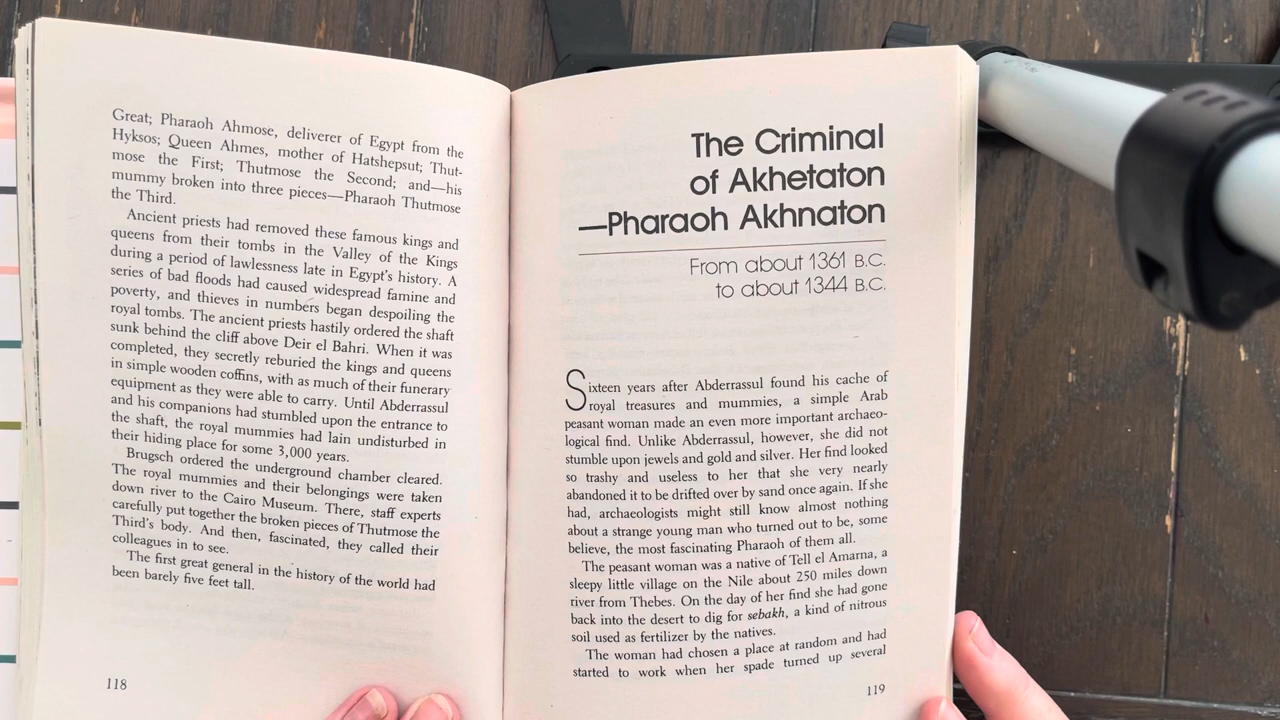 Great; Pharaoh Ahmose, deliverer of Egypt from the
Hyksos; Queen Ahmes, mother of Hatshepsut; Thut-
mose the First; Thutmose the Second; and—his
mummy broken into three pieces—Pharaoh Thutmose
the Third.
Ancient priests had removed these famous kings and
queens from their tombs in the Valley of the Kings
during a period of lawlessness late in Egypt's history. A
series of bad floods had caused widespread famine and
poverty, and thieves in numbers began despoiling the
royal tombs. The ancient priests hastily ordered the shaft
sunk behind the cliff above Deir el Bahri. When it was
completed, they secretly reburied the kings and queens
in simple wooden coffins, with as much of their funerary
equipment as they were able to carry. Until Abderrassul
and his companions had stumbled upon the entrance to
the shaft, the royal mummies had lain undisturbed in
their hiding place for some 3,000 years.
Brugsch ordered the underground chamber cleared.
The royal mummies and their belongings were taken
down river to the Cairo Museum. There, staff experts
carefully put together the broken pieces of Thutmose the
Third's body. And then, fascinated, they called their
colleagues in to see.
The first great general in the history of the world had
been barely five feet tall.
118
The Criminal
of Akhetaton
—Pharaoh Akhnaton
From about 1361 B.C.
to about 1344 B.C.
Sixteen years after Abderrassul found his cache of
royal treasures and mummies, a simple Arab
peasant woman made an even more important archaeo-
logical find. Unlike Abderrassul, however, she did not
stumble upon jewels and gold and silver. Her find looked
so trashy and useless to her that she very nearly
abandoned it to be drifted over by sand once again. If she
had, archaeologists might still know almost nothing
about a strange young man who turned out to be, some
believe, the most fascinating Pharaoh of them all.
The peasant woman was a native of Tell el Amarna, a
sleepy little village on the Nile about 250 miles down
river from Thebes. On the day of her find she had gone
back into the desert to dig for sebakh, a kind of nitrous
soil used as fertilizer by the natives.
The woman had chosen a place at random and had
started to work when her spade turned up several
119